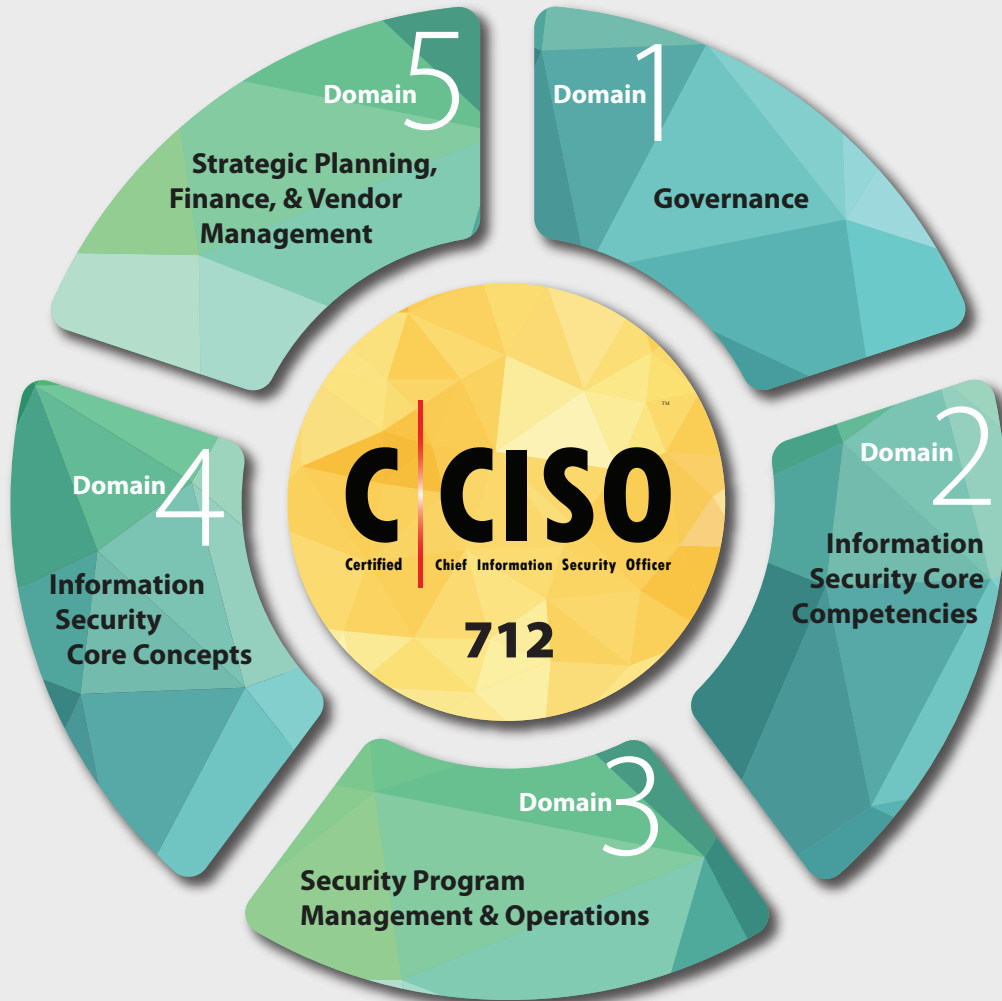 Domain 5
Strategic Planning,
Finance, & Vendor
Management
Domain 1
Governance
Domain 2
Information
Security Core
Competencies
Domain 3
Security Program
Management & Operations
Domain 4
Information
Security
Core Concepts
™
C|CISO
Certified Chief Information Security Officer
712